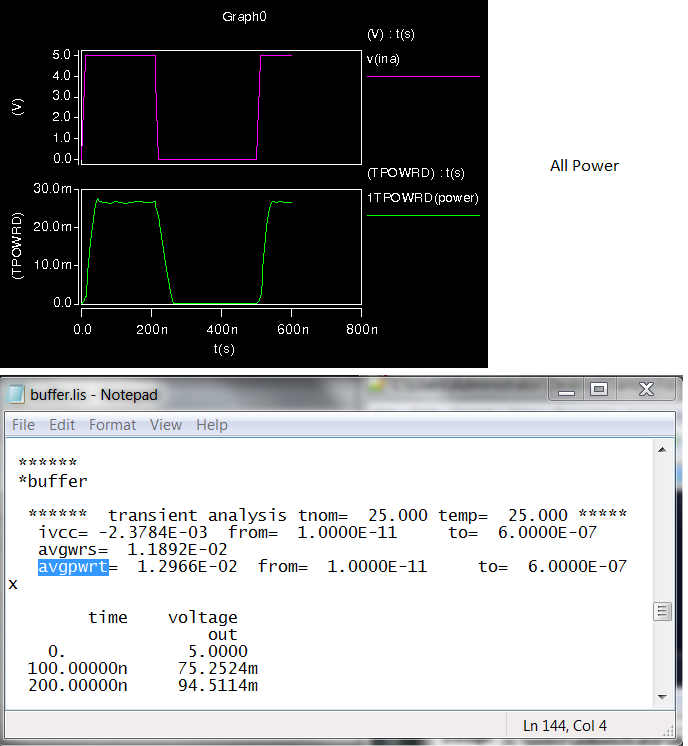 Graph0
(V) : t(s)
v(ina)
5.0
4.0
3.0
2.0
1.0
0.0
(V)
(TPOWRD) : t(s)
1TPOWRD(power)
30.0m
20.0m
10.0m
0.0
(TPOWRD)
0.0 200n 400n 600n 800n
t(s)
All Power
buffer.lis - Notepad
File Edit Format View Help
******
*buffer
****** transient analysis tnom= 25.000 temp= 25.000 *****
ivcc= -2.3784E-03 from= 1.0000E-11 to= 6.0000E-07
avgwrs= 1.1892E-02
avgpwrt= 1.2966E-02 from= 1.0000E-11 to= 6.0000E-07
x
time voltage
out
0. 5.0000
100.00000n 75.2524m
200.00000n 94.5114m
Ln 144, Col 4